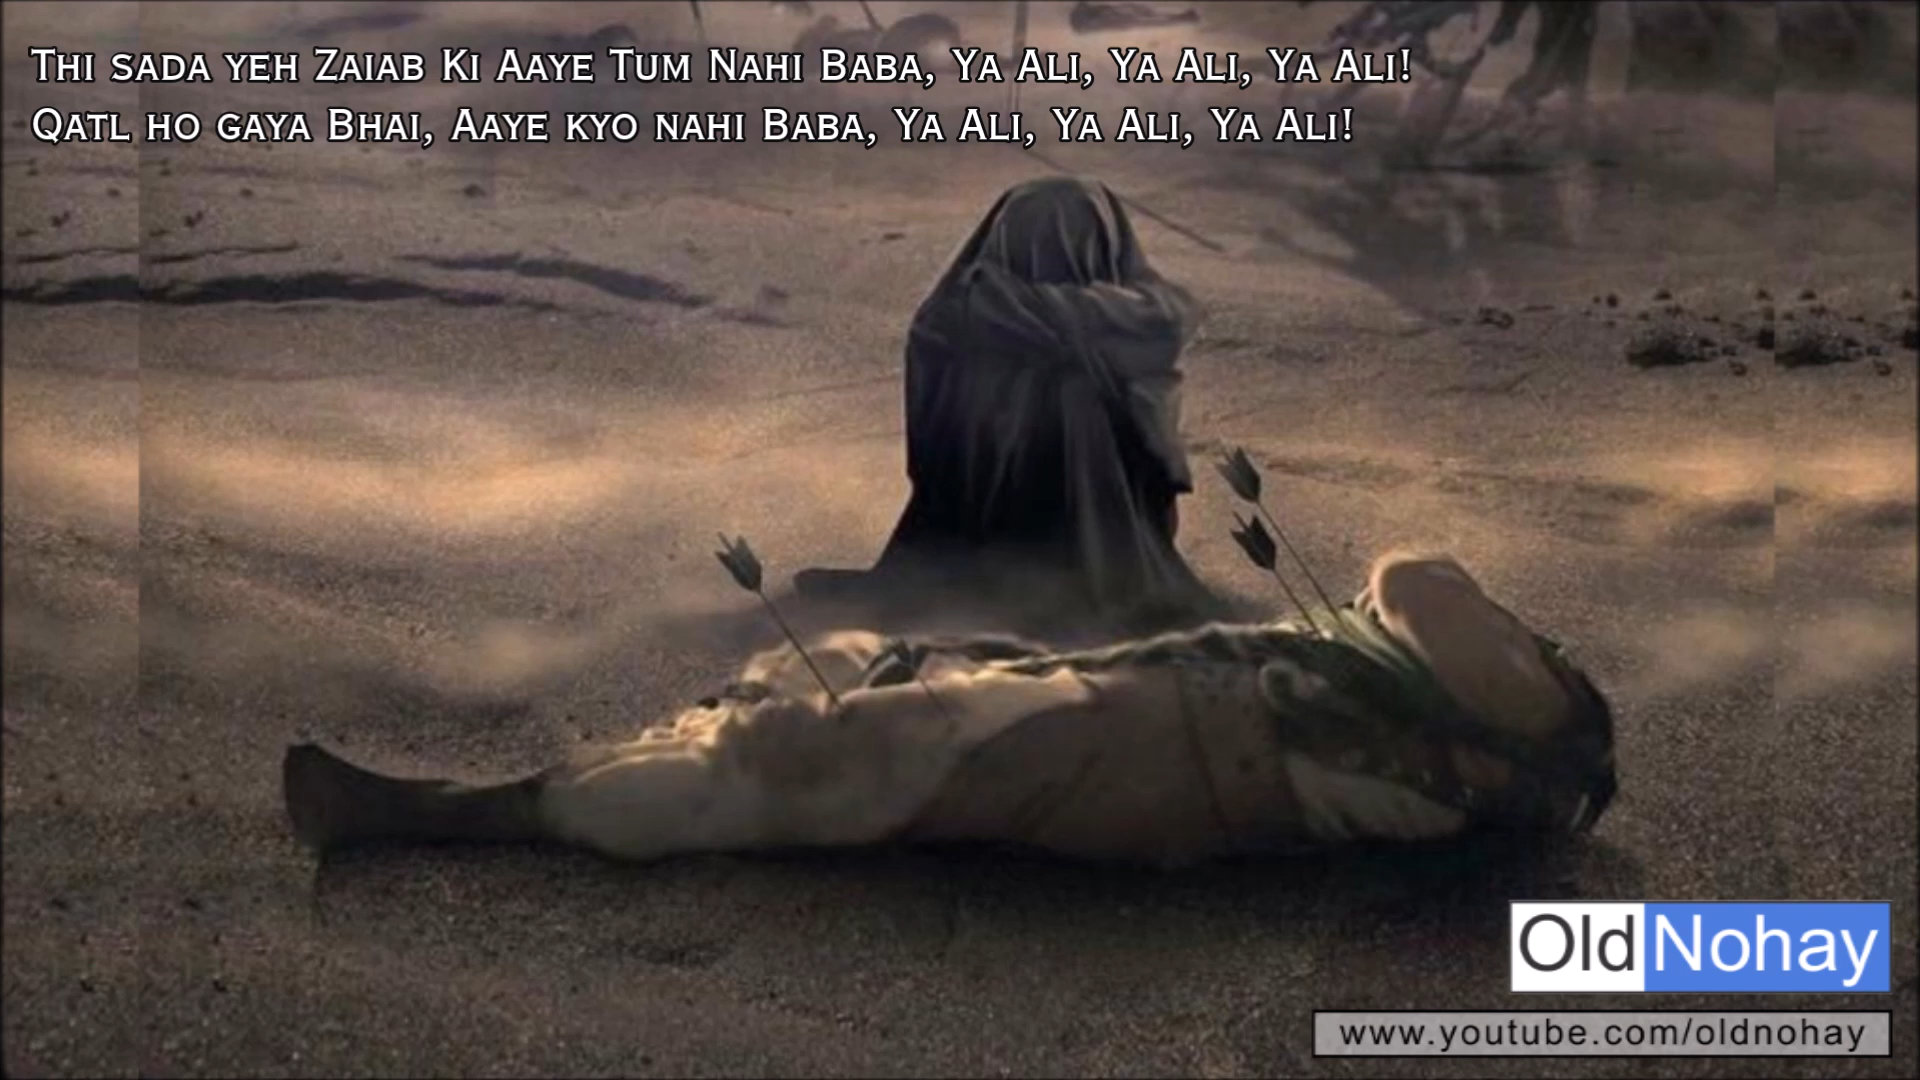 Thi sada yeh Zaiab Ki Aaye Tum Nahi Baba, Ya Ali, Ya Ali, Ya Ali!
Qatl ho gaya Bhai, Aaye kyo nahi Baba, Ya Ali, Ya Ali, Ya Ali!
OldNohay
www.youtube.com/oldnohay